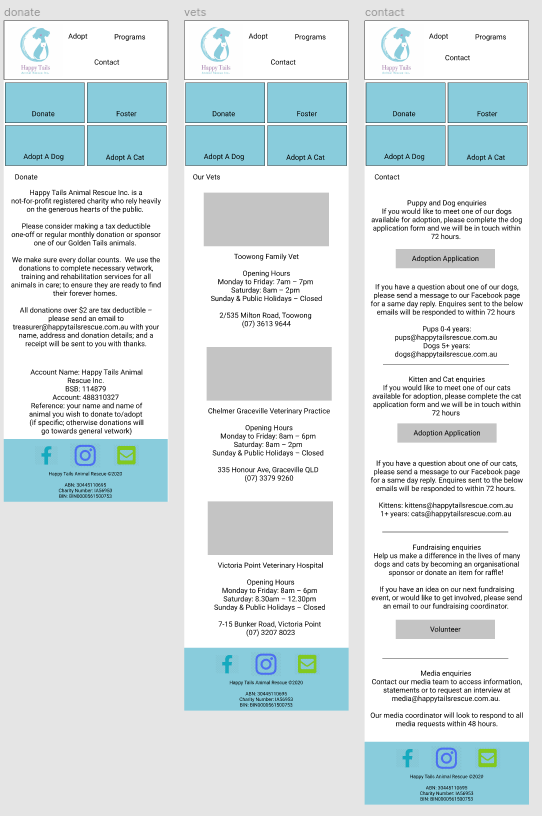 donate
Happy Tails
Adopt
Programs
Contact
Donate
Foster
Adopt A Dog
Adopt A Cat
Donate
Happy Tails Animal Rescue Inc. is a
not-for-profit registered charity who rely heavily
on the generous hearts of the public.
Please consider making a tax deductible
one-off or regular monthly donation or sponsor
one of our Golden Tails animals.
We make sure every dollar counts. We use the
donations to complete necessary vetwork,
training and rehabilitation services for all
animals in care; to ensure they are ready to find
their forever homes.
All donations over $2 are tax deductible –
please send an email to
treasurer@happytailsrescue.com.au with your
name, address and donation details; and a
receipt will be sent to you with thanks.
Account Name: Happy Tails Animal
Rescue Inc.
BSB: 114879
Account: 488310327
Reference: your name and name of
animal you wish to donate to/adopt
(if specific; otherwise donations will
go towards general vetwork)
Happy Tails Animal Rescue ©2020
ABN: 30445110695
Charity Number: IA56953
BIN: BIN0000561500753
vets
Happy Tails
Adopt
Programs
Contact
Donate
Foster
Adopt A Dog
Adopt A Cat
Our Vets
Toowong Family Vet
Opening Hours
Monday to Friday: 7am – 7pm
Saturday: 8am – 2pm
Sunday & Public Holidays – Closed
2/535 Milton Road, Toowong
(07) 3613 9644
Chelmer Graceville Veterinary Practice
Opening Hours
Monday to Friday: 8am – 6pm
Saturday: 8am – 2pm
Sunday & Public Holidays – Closed
335 Honour Ave, Graceville QLD
(07) 3379 9260
Victoria Point Veterinary Hospital
Opening Hours
Monday to Friday: 8am – 6pm
Saturday: 8.30am – 12.30pm
Sunday & Public Holidays – Closed
7-15 Bunker Road, Victoria Point
(07) 3207 8023
Happy Tails Animal Rescue ©2020
ABN: 30445110695
Charity Number: IA56953
BIN: BIN0000561500753
contact
Happy Tails
Adopt
Programs
Contact
Donate
Foster
Adopt A Dog
Adopt A Cat
Contact
Puppy and Dog enquiries
If you would like to meet one of our dogs
available for adoption, please complete the dog
application form and we will be in touch within
72 hours.
Adoption Application
If you have a question about one of our dogs,
please send a message to our Facebook page
for a same day reply. Enquires sent to the below
emails will be responded to within 72 hours
Pups 0-4 years:
pups@happytailsrescue.com.au
Dogs 5+ years:
dogs@happytailsrescue.com.au
Kitten and Cat enquiries
If you would like to meet one of our cats
available for adoption, please complete the cat
application form and we will be in touch within
72 hours
Adoption Application
If you have a question about one of our cats,
please send a message to our Facebook page
for a same day reply. Enquires sent to the below
emails will be responded to within 72 hours.
Kittens: kittens@happytailsrescue.com.au
1+ years: cats@happytailsrescue.com.au
Fundraising enquiries
Help us make a difference in the lives of many
dogs and cats by becoming an organisational
sponsor or donate an item for raffle!
If you have an idea on our next fundraising
event, or would like to get involved, please send
an email to our fundraising coordinator.
Volunteer
Media enquiries
Contact our media team to access information,
statements or to request an interview at
media@happytailsrescue.com.au.
Our media coordinator will look to respond to all
media requests within 48 hours.
Happy Tails Animal Rescue ©2020
ABN: 30445110695
Charity Number: IA56953
BIN: BIN0000561500753